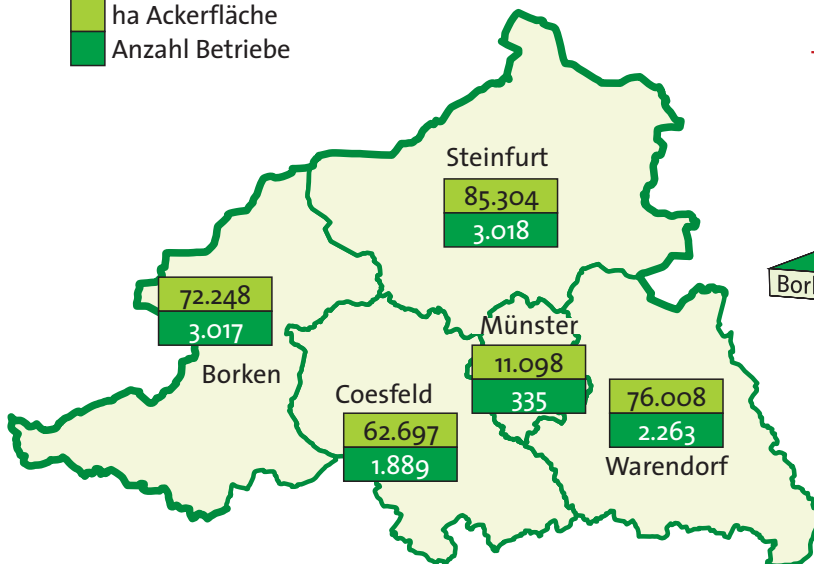 ha Ackerfläche
Anzahl Betriebe
Steinfurt
85.304
3.018
72.248
3.017
Borken
Münster
11.098
335
Coesfeld
62.697
1.889
76.008
2.263
Warendorf